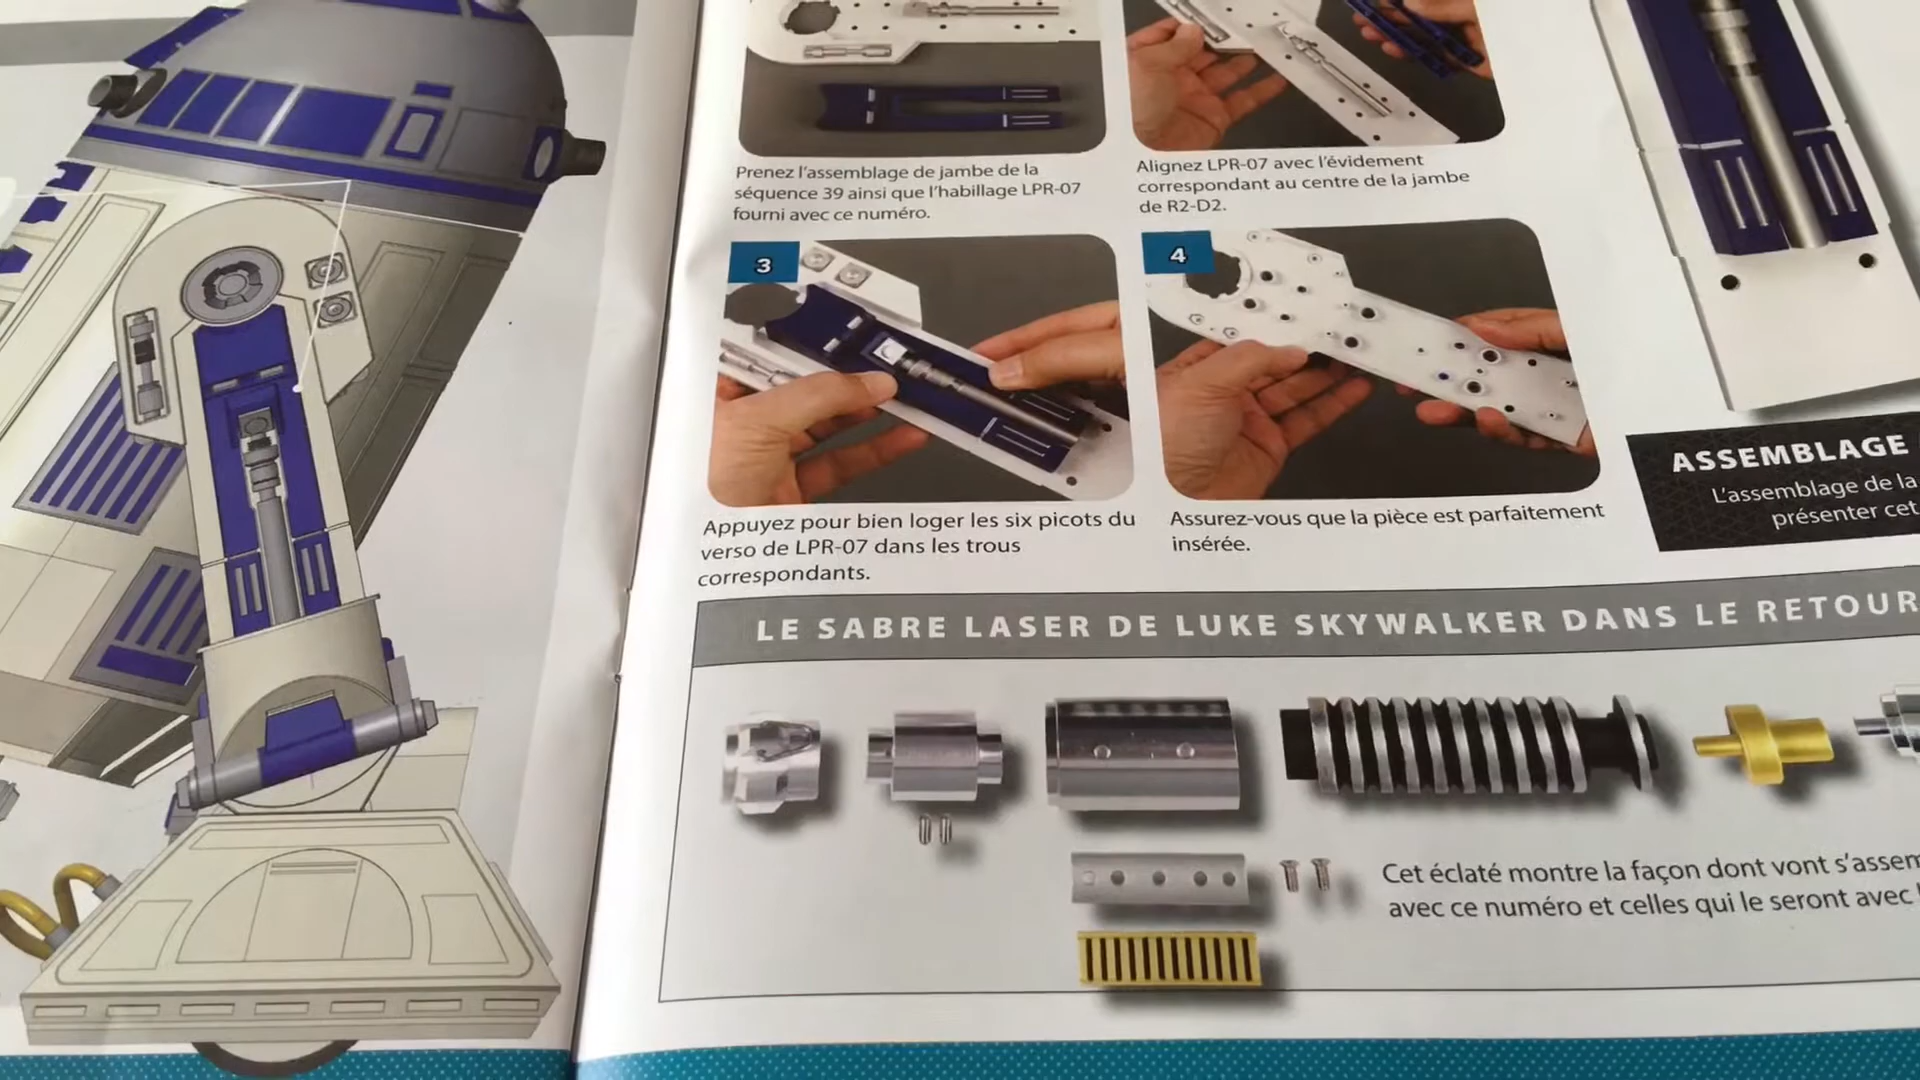 Prenez l'assemblage de jambe de la
séquence 39 ainsi que l'habillage LPR-07
fourni avec ce numéro.
Alignez LPR-07 avec l'évidement
correspondant au centre de la jambe
de R2-D2.
3
Appuyez pour bien loger les six picots du
verso de LPR-07 dans les trous
correspondants.
4
Assurez-vous que la pièce est parfaitement
insérée.
ASSEMBLAGE
L'assemblage de la
présenter cet
LE SABRE LASER DE LUKE SKYWALKER DANS LE RETOUR
Cet éclaté montre la façon dont vont s'assem
avec ce numéro et celles qui le seront avec